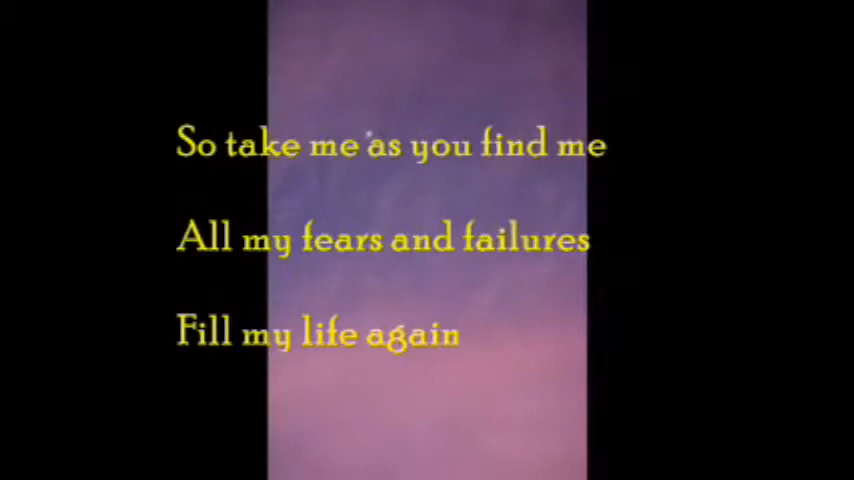 So take me as you find me
All my fears and failures
Fill my life again